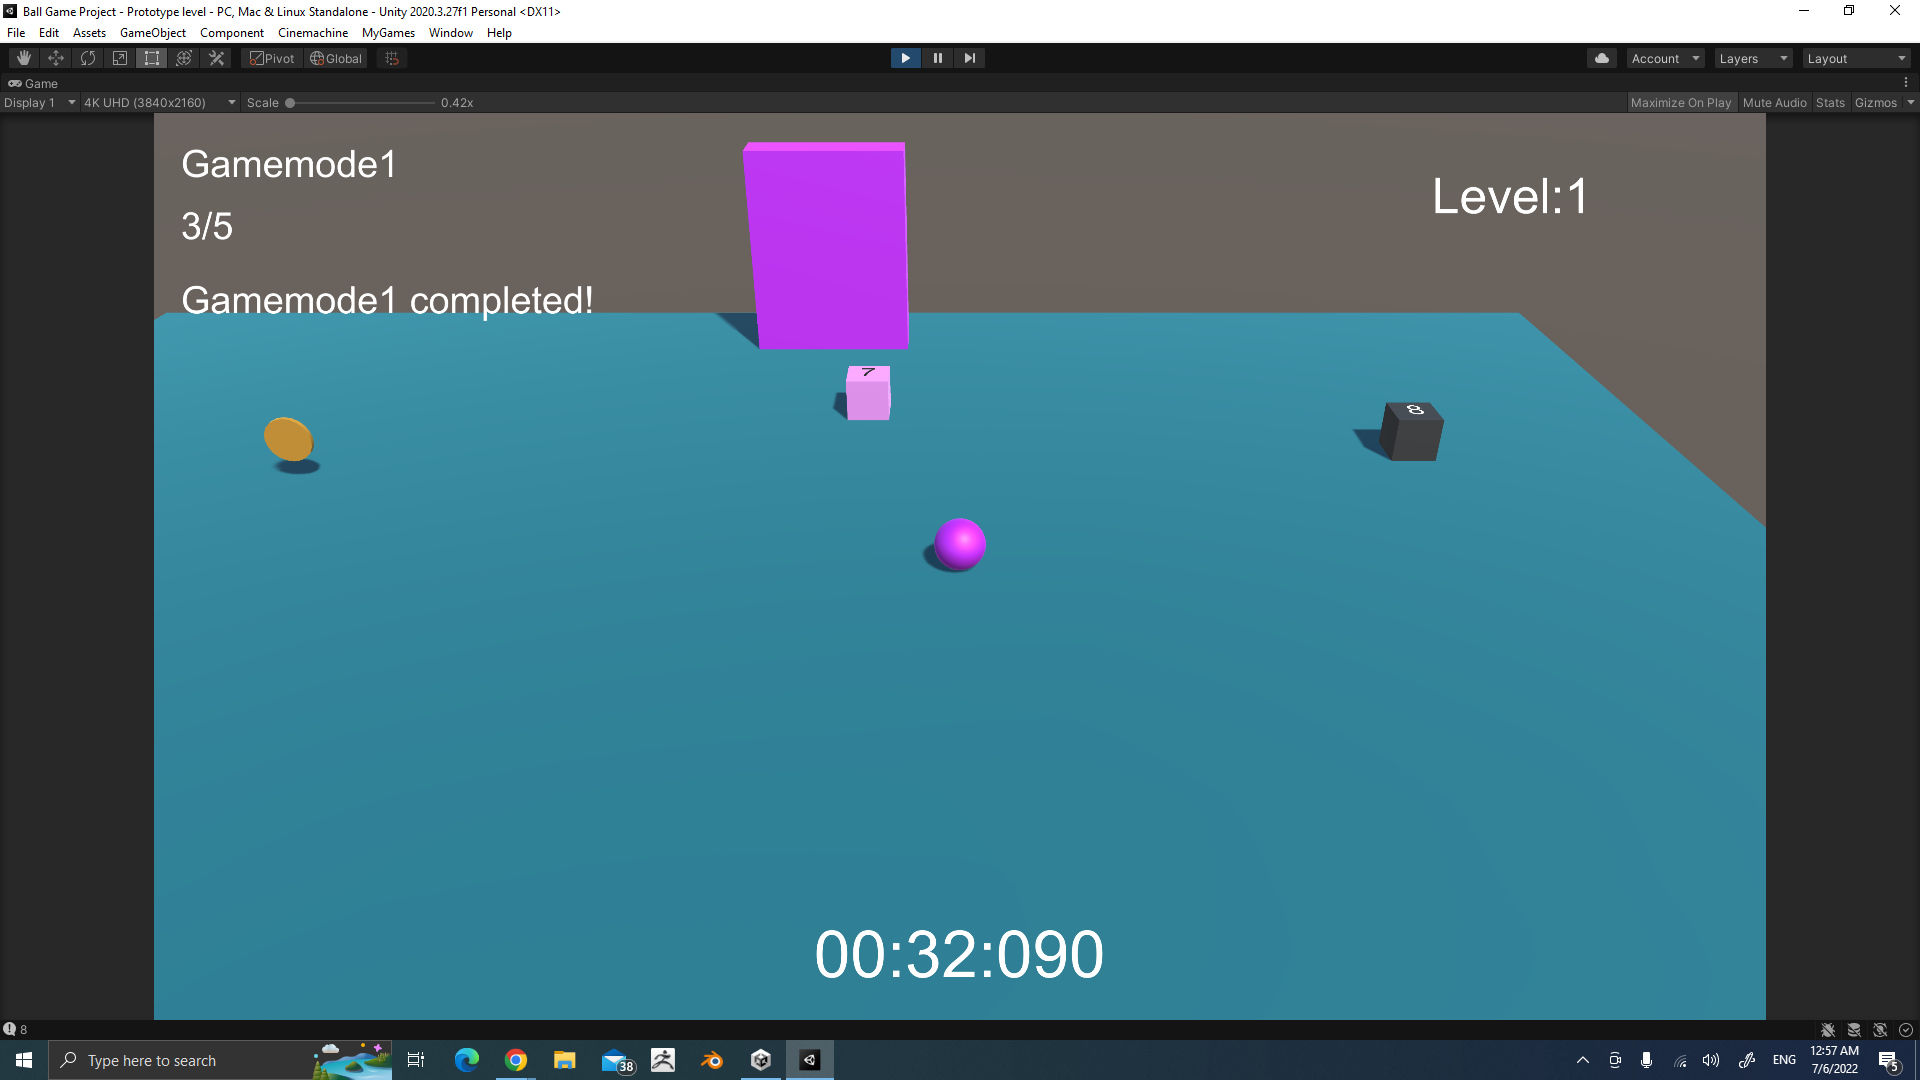 Ball Game Project - Prototype level - PC, Mac & Linux Standalone - Unity 2020.3.27f1 Personal <DX11>
File Edit Assets GameObject Component Cinemachine MyGames Window Help
Pivot Global Account Layers Layout
Game
Display 1 4K UHD (3840x2160) Scale 0.42x Maximize On Play Mute Audio Stats Gizmos
Gamemode1
Level:1
3/5
Gamemode1 completed!
7
8
00:32:090
8
Type here to search
38
ENG
12:57 AM
7/6/2022
5